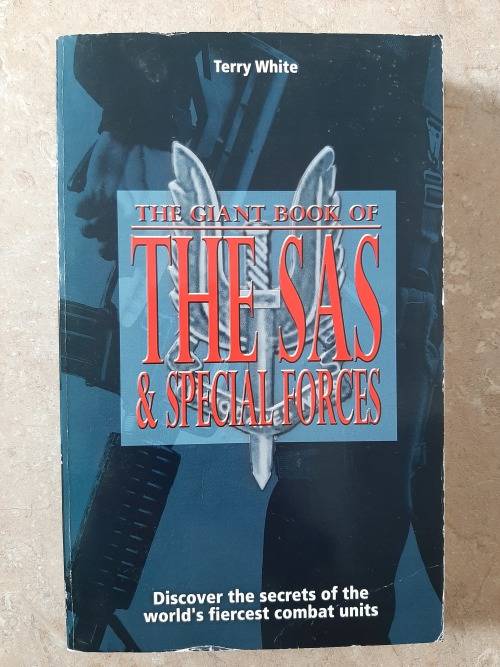 Terry White
THE GIANT BOOK OF
THE SAS
& SPECIAL FORCES
Discover the secrets of the
world's fiercest combat units